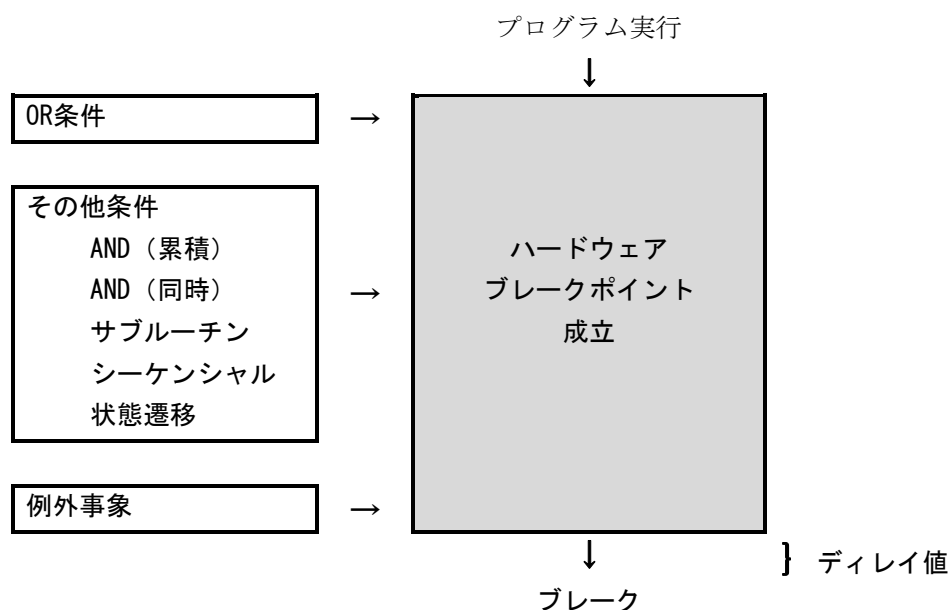 プログラム実行
↓
OR条件
→
その他条件
AND（累積）
AND（同時）
サブルーチン
シーケンシャル
状態遷移
→
ハードウェア
ブレークポイント
成立
例外事象
→
↓
} ディレイ値
ブレーク